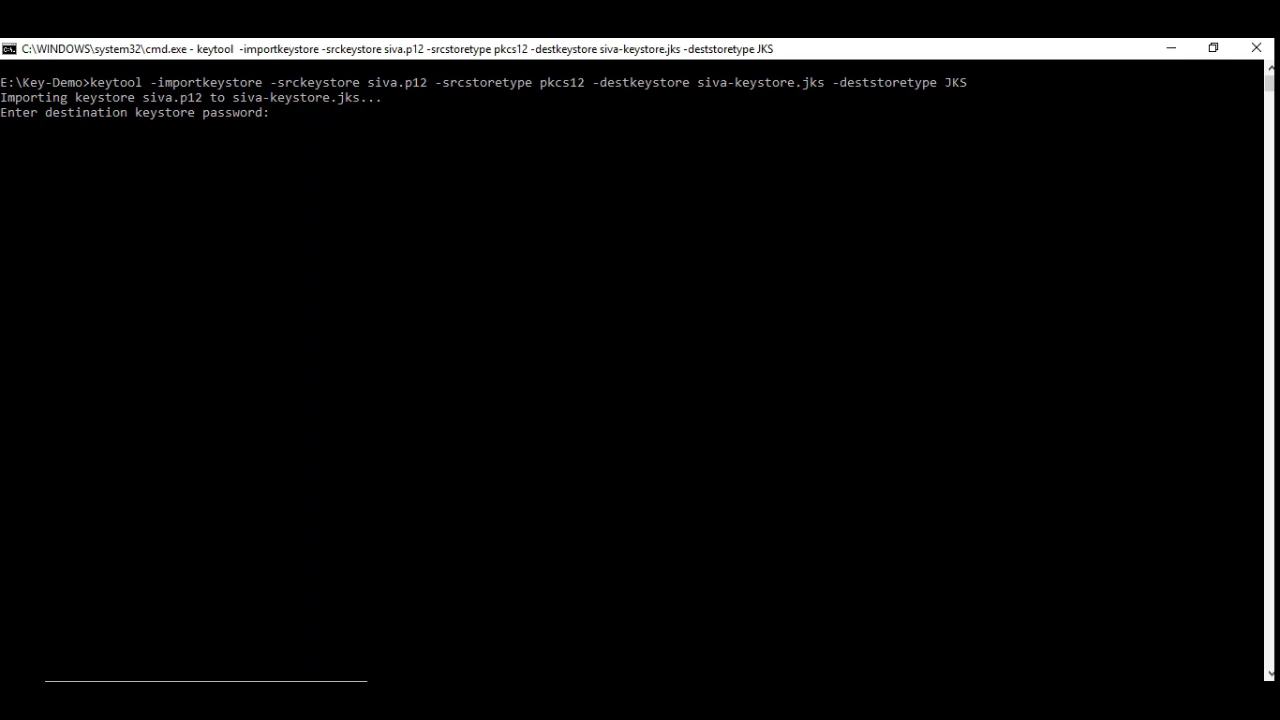 C:\WINDOWS\system32\cmd.exe - keytool  -importkeystore -srckeystore siva.p12 -srcstoretype pkcs12 -destkeystore siva-keystore.jks -deststoretype JKS
E:\Key-Demo>keytool -importkeystore -srckeystore siva.p12 -srcstoretype pkcs12 -destkeystore siva-keystore.jks -deststoretype JKS
Importing keystore siva.p12 to siva-keystore.jks...
Enter destination keystore password: